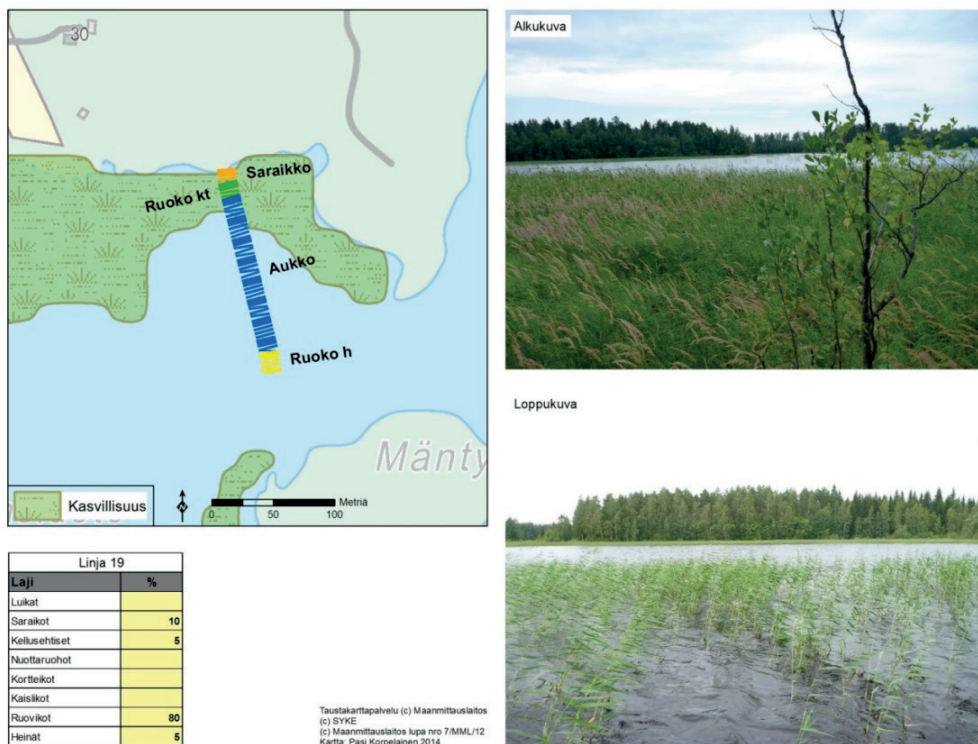 30
Saraikko
Ruoko kt
Aukko
Ruoko h
Mänty
Kasvillisuus
N
Metriä
0 50 100
Alkukuva
Loppukuva
Linja 19
Laji %
Luikat
Saraikot 10
Kellusehtiset 5
Nuottaruohot
Kortteikot
Kaislikot
Ruovikot 80
Heinät 5
Taustakarttapalvelu (c) Maanmittauslaitos
(c) SYKE
(c) Maanmittauslaitos lupa nro 7/MML/12
Kartta: Pasi Korpelainen 2014